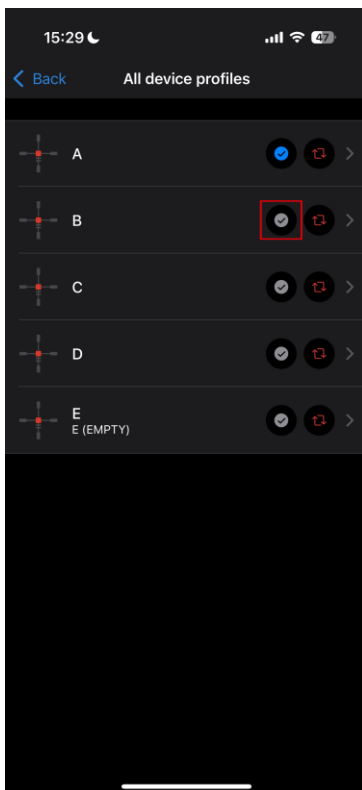 15:29
47
Back
All device profiles
A
B
C
D
E
E (EMPTY)